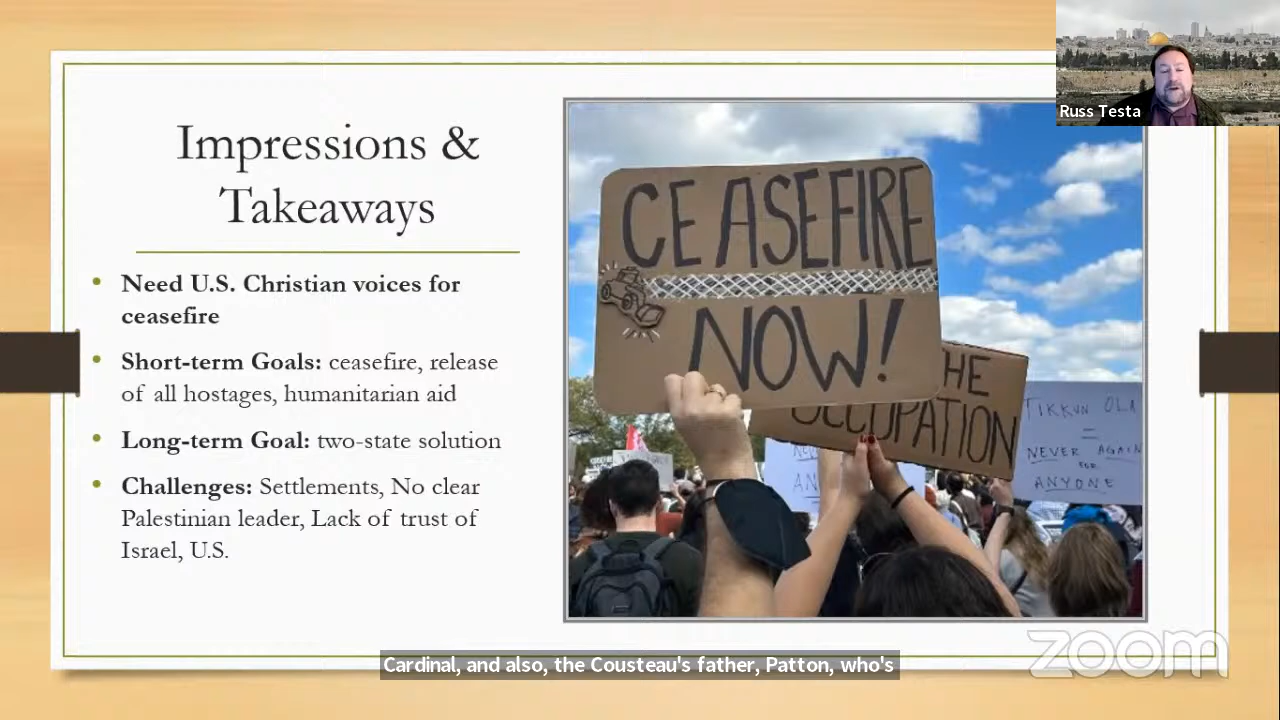 Russ Testa
Impressions &
Takeaways
Need U.S. Christian voices for
ceasefire
Short-term Goals: ceasefire, release
of all hostages, humanitarian aid
Long-term Goal: two-state solution
Challenges: Settlements, No clear
Palestinian leader, Lack of trust of
Israel, U.S.
CEASEFIRE
NOW!
HE
OCCUPATION
TIKKUN OLA
=
NEVER AGAIN
FOR
ANYONE
zoom
Cardinal, and also, the Cousteau's father, Patton, who's